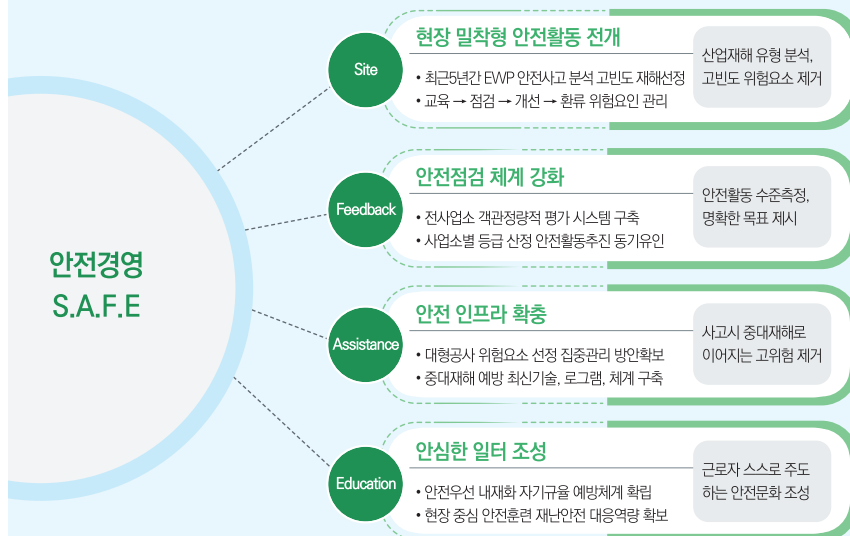 안전경영
S.A.F.E
Site
현장 밀착형 안전활동 전개
• 최근5년간 EWP 안전사고 분석 고빈도 재해선정
• 교육 → 점검 → 개선 → 환류 위험요인 관리
산업재해 유형 분석,
고빈도 위험요소 제거
Feedback
안전점검 체계 강화
• 전사업소 객관정량적 평가 시스템 구축
• 사업소별 등급 산정 안전활동추진 동기유인
안전활동 수준측정,
명확한 목표 제시
Assistance
안전 인프라 확충
• 대형공사 위험요소 선정 집중관리 방안확보
• 중대재해 예방 최신기술, 로그램, 체계 구축
사고시 중대재해로
이어지는 고위험 제거
Education
안심한 일터 조성
• 안전우선 내재화 자기규율 예방체계 확립
• 현장 중심 안전훈련 재난안전 대응역량 확보
근로자 스스로 주도
하는 안전문화 조성